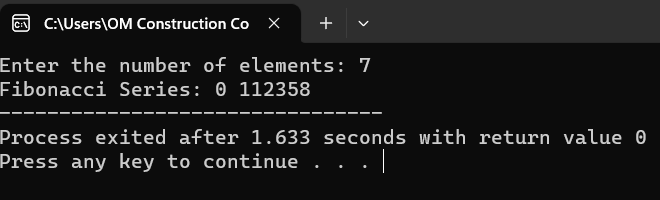 C:\Users\OM Construction Co
Enter the number of elements: 7
Fibonacci Series: 0 112358
--------------------------------
Process exited after 1.633 seconds with return value 0
Press any key to continue . . .